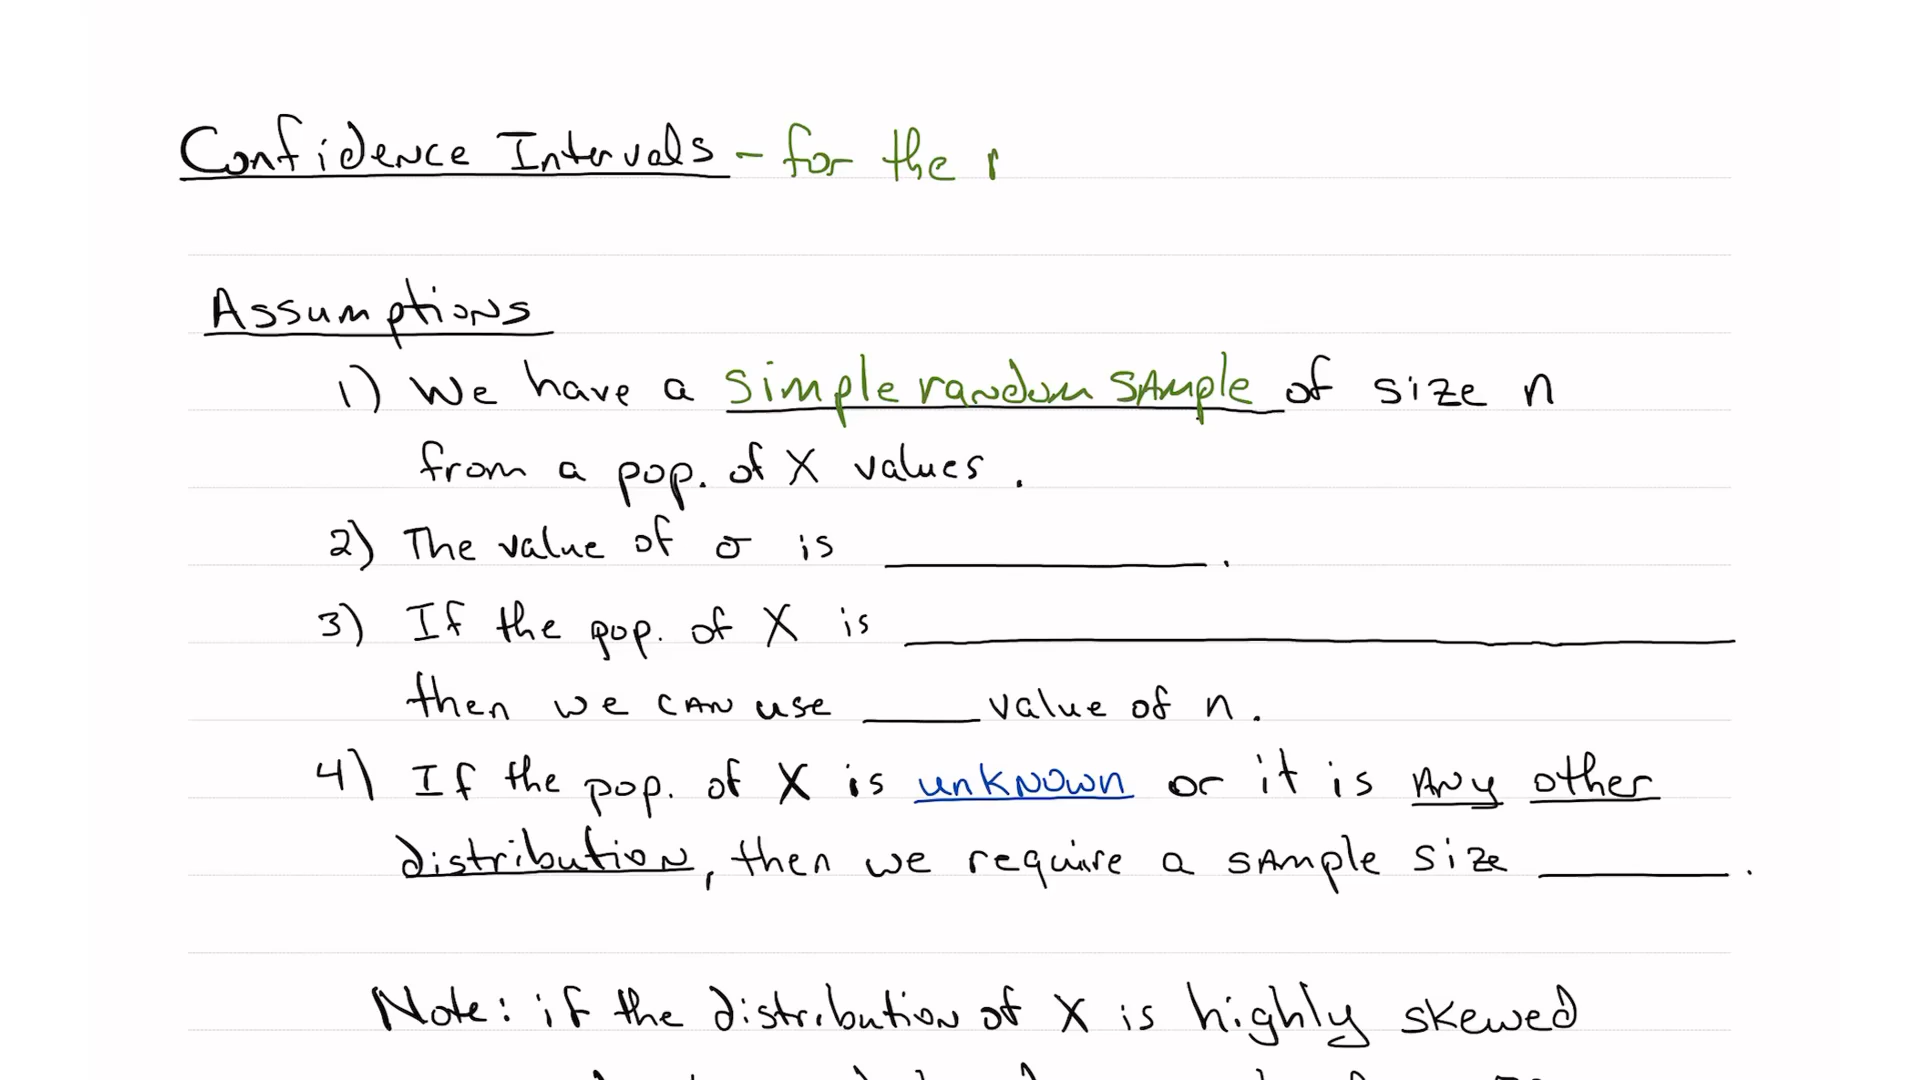 Confidence Intervals - for the
Assumptions
1) We have a simple random sample of size n
from a pop. of X values.
2) The value of σ is ________.
3) If the pop. of X is ________
then we can use ____ value of n.
4) If the pop. of X is unknown or it is any other
distribution, then we require a sample size ____.
Note: if the distribution of X is highly skewed